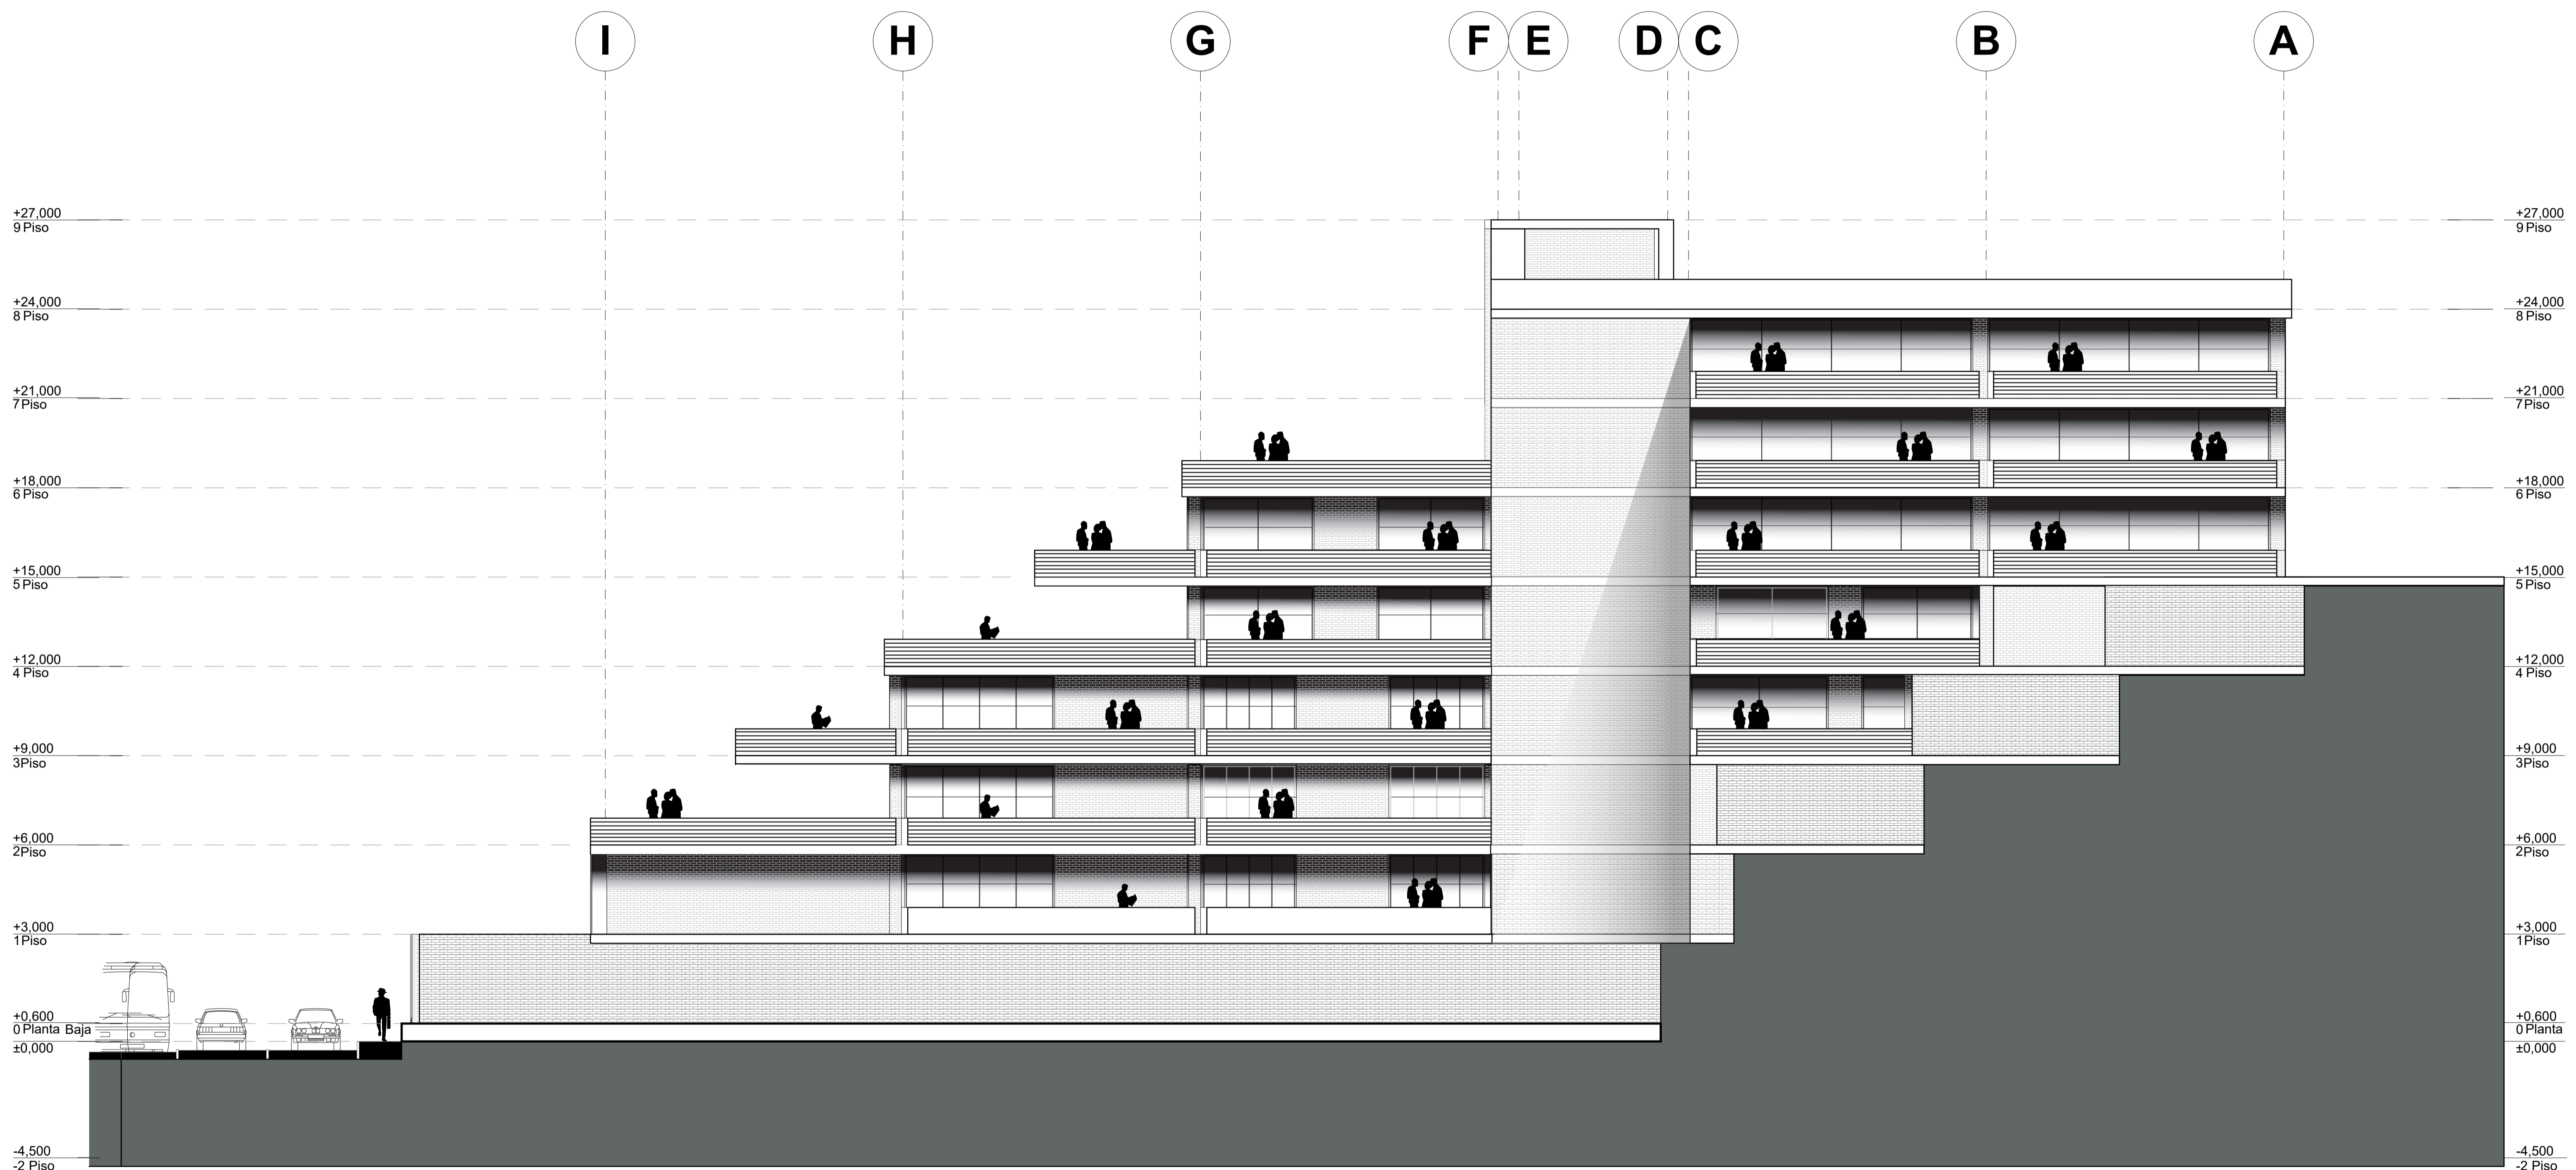 I H G F E D C B A
+27,000
9 Piso
+24,000
8 Piso
+21,000
7 Piso
+18,000
6 Piso
+15,000
5 Piso
+12,000
4 Piso
+9,000
3Piso
+6,000
2Piso
+3,000
1Piso
+0,600
0 Planta Baja
±0,000
-4,500
-2 Piso
+27,000
9 Piso
+24,000
8 Piso
+21,000
7 Piso
+18,000
6 Piso
+15,000
5 Piso
+12,000
4 Piso
+9,000
3Piso
+6,000
2Piso
+3,000
1Piso
+0,600
0 Planta
±0,000
-4,500
-2 Piso